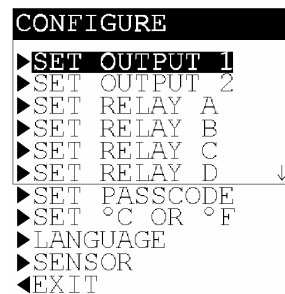 CONFIGURE
▶SET OUTPUT 1
▶SET OUTPUT 2
▶SET RELAY A
▶SET RELAY B
▶SET RELAY C
▶SET RELAY D ↓
▶SET PASSCODE
▶SET °C OR °F
▶LANGUAGE
▶SENSOR
◀EXIT